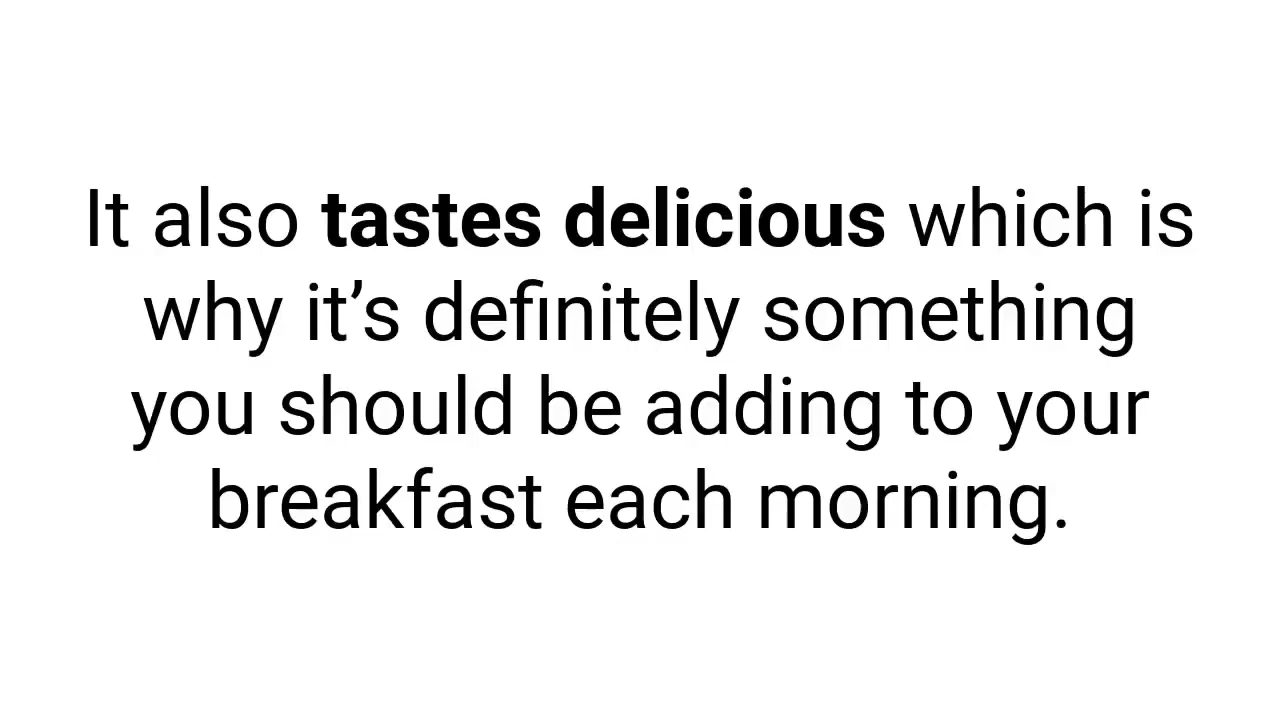 It also tastes delicious which is
why it’s definitely something
you should be adding to your
breakfast each morning.